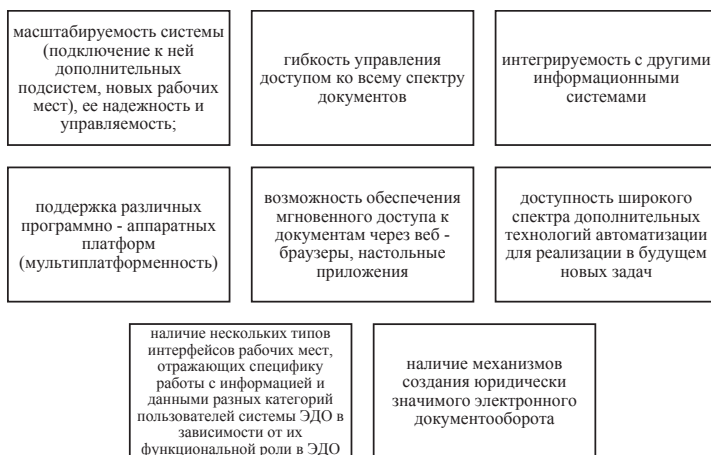 масштабируемость системы
(подключение к ней
дополнительных
подсистем, новых рабочих
мест), ее надежность и
управляемость;
гибкость управления
доступом ко всему спектру
документов
интегрируемость с другими
информационными
системами
поддержка различных
программно - аппаратных
платформ
(мультиплатформенность)
возможность обеспечения
мгновенного доступа к
документам через веб -
браузеры, настольные
приложения
доступность широкого
спектра дополнительных
технологий автоматизации
для реализации в будущем
новых задач
наличие нескольких типов
интерфейсов рабочих мест,
отражающих специфику
работы с информацией и
данными разных категорий
пользователей системы ЭДО в
зависимости от их
функциональной роли в ЭДО
наличие механизмов
создания юридически
значимого электронного
документооборота